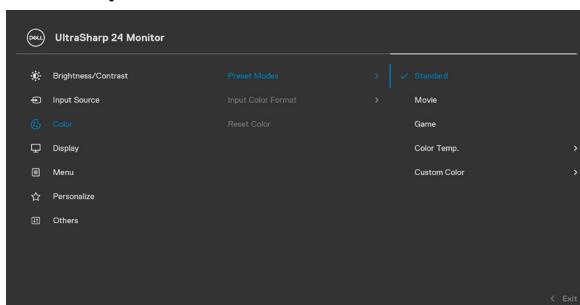 DELL UltraSharp 24 Monitor
Brightness/Contrast Preset Modes > ✓ Standard
Input Source Input Color Format > Movie
Color Reset Color Game
Display Color Temp. >
Menu Custom Color >
Personalize
Others
< Exit